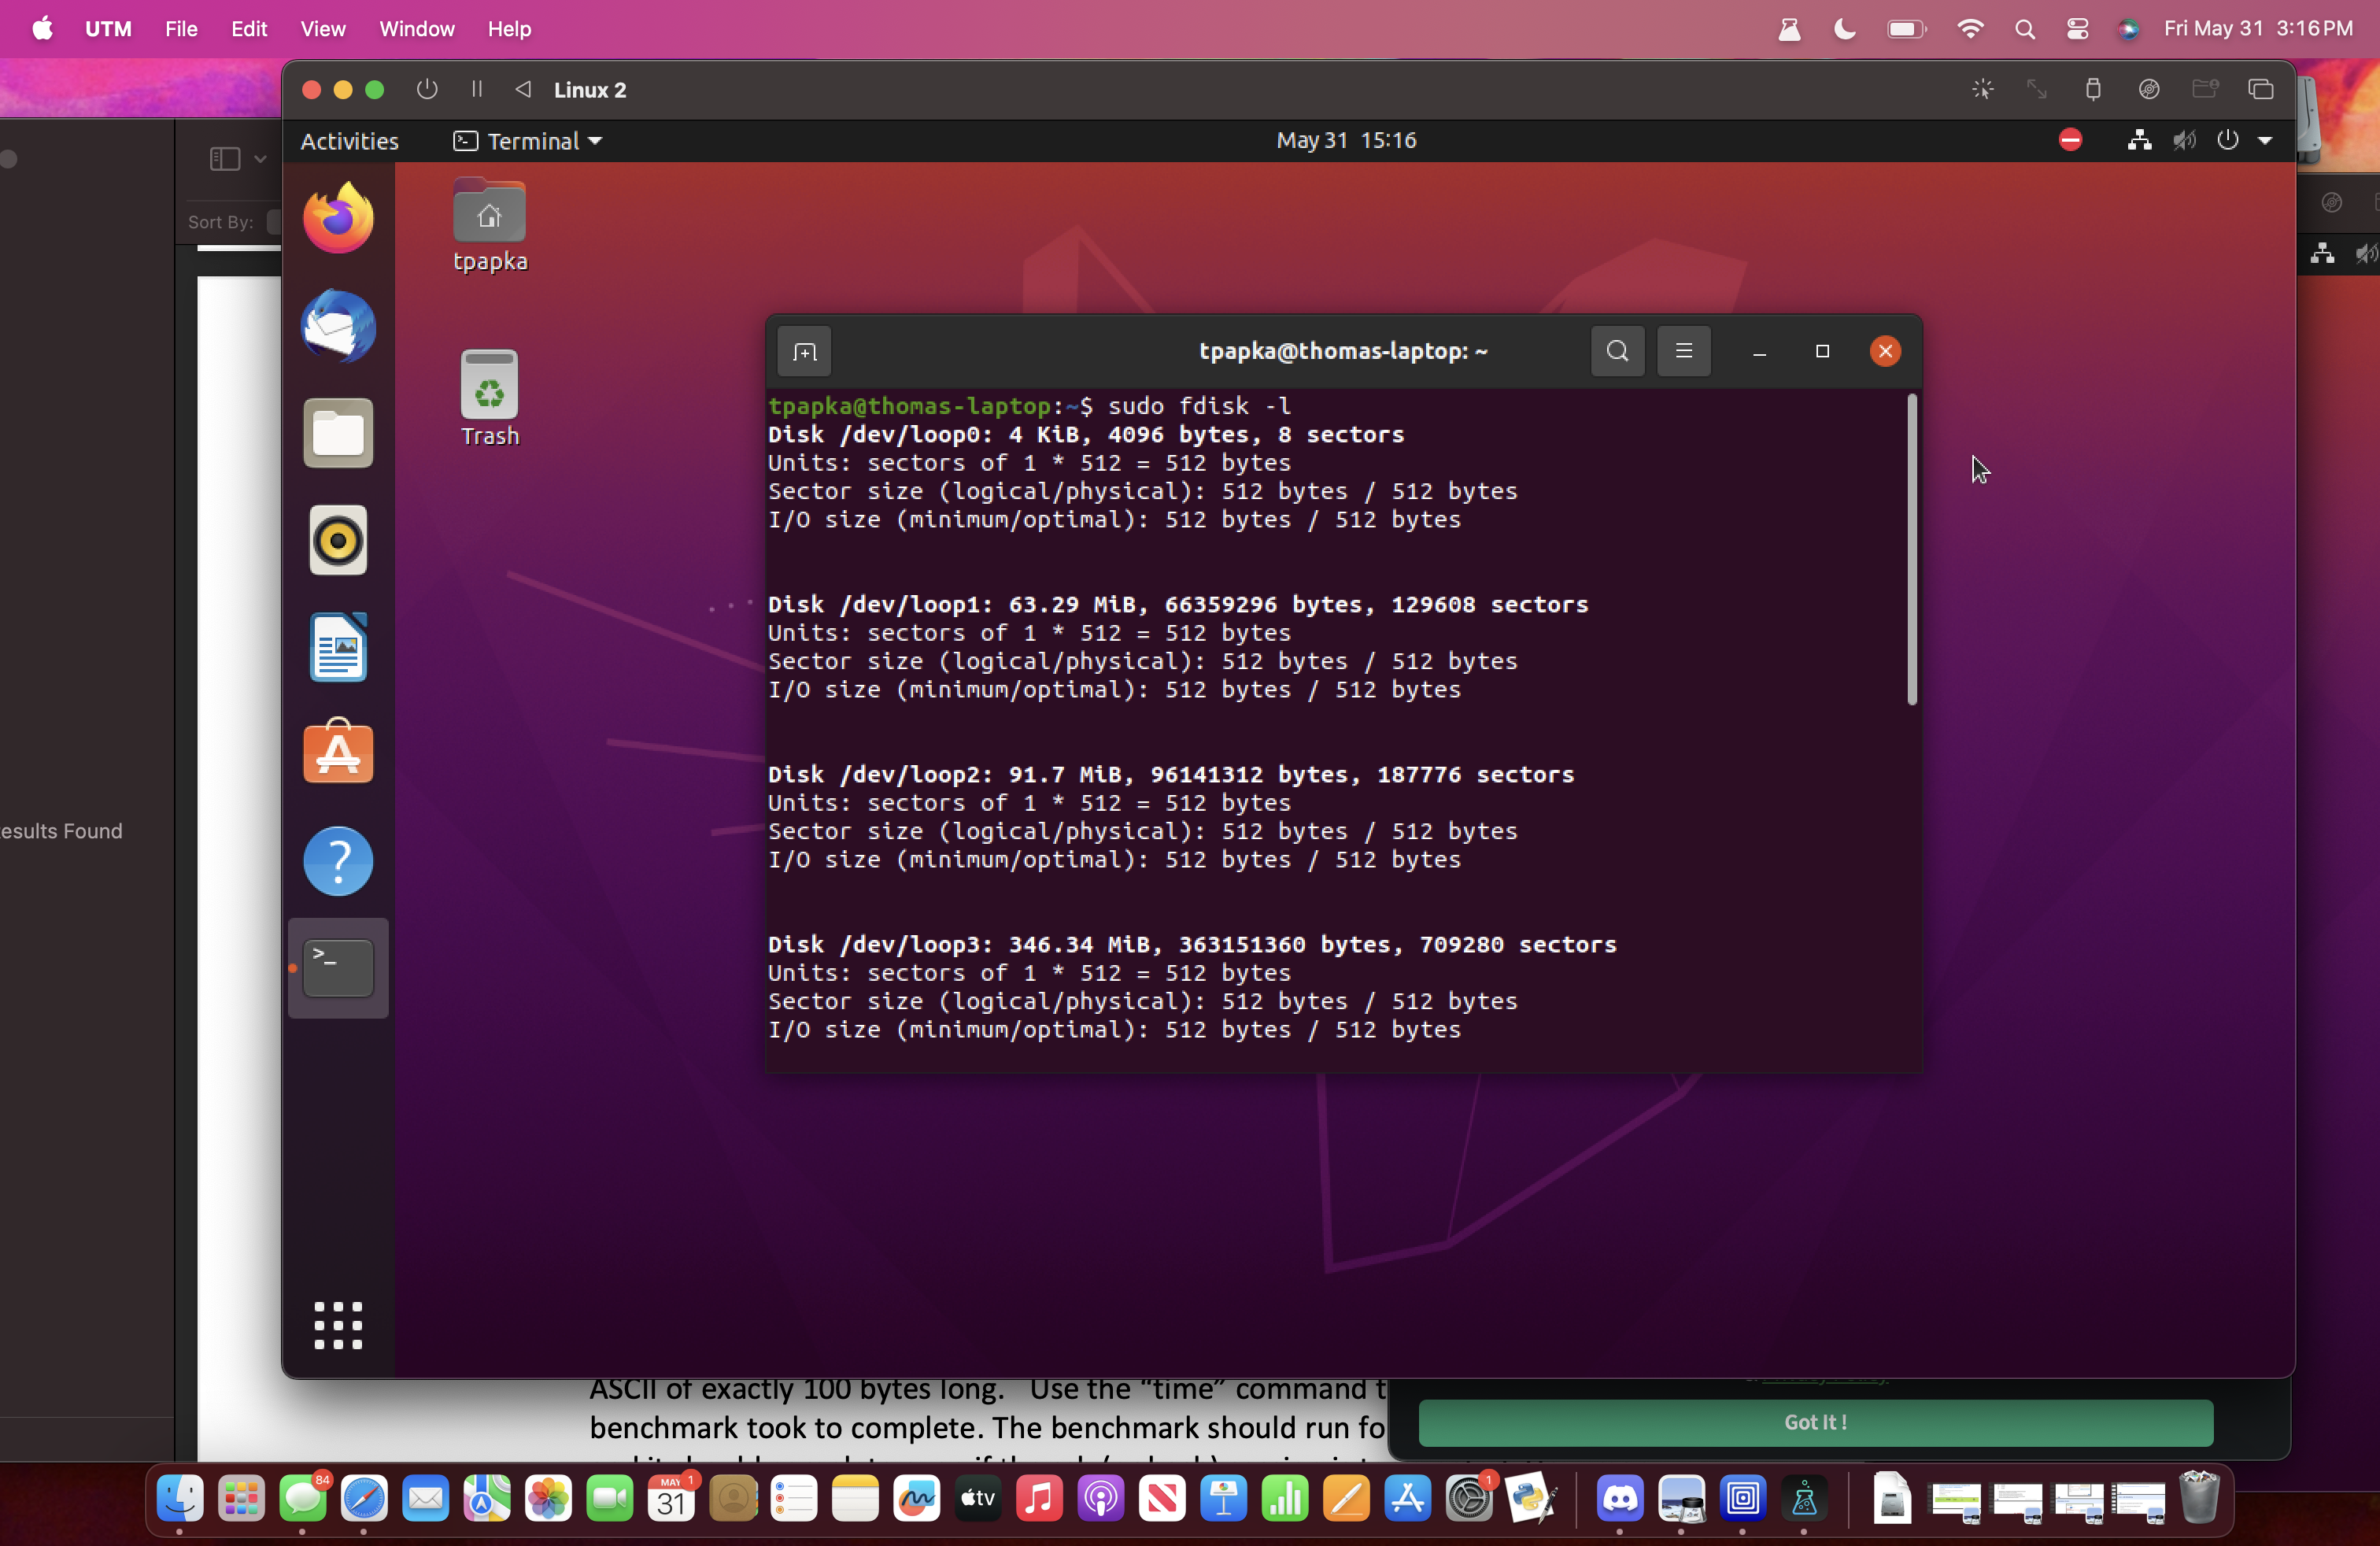 UTM File Edit View Window Help
Fri May 31 3:16 PM
Linux 2
Activities Terminal May 31 15:16
Sort By:
tpapka
Trash
tpapka@thomas-laptop: ~
tpapka@thomas-laptop:~$ sudo fdisk -l
Disk /dev/loop0: 4 KiB, 4096 bytes, 8 sectors
Units: sectors of 1 * 512 = 512 bytes
Sector size (logical/physical): 512 bytes / 512 bytes
I/O size (minimum/optimal): 512 bytes / 512 bytes
Disk /dev/loop1: 63.29 MiB, 66359296 bytes, 129608 sectors
Units: sectors of 1 * 512 = 512 bytes
Sector size (logical/physical): 512 bytes / 512 bytes
I/O size (minimum/optimal): 512 bytes / 512 bytes
Disk /dev/loop2: 91.7 MiB, 96141312 bytes, 187776 sectors
Units: sectors of 1 * 512 = 512 bytes
Sector size (logical/physical): 512 bytes / 512 bytes
I/O size (minimum/optimal): 512 bytes / 512 bytes
Disk /dev/loop3: 346.34 MiB, 363151360 bytes, 709280 sectors
Units: sectors of 1 * 512 = 512 bytes
Sector size (logical/physical): 512 bytes / 512 bytes
I/O size (minimum/optimal): 512 bytes / 512 bytes
esults Found
ASCII of exactly 100 bytes long. Use the “time” command t
benchmark took to complete. The benchmark should run fo
Got It !
84
MAY 1
31
tv
1